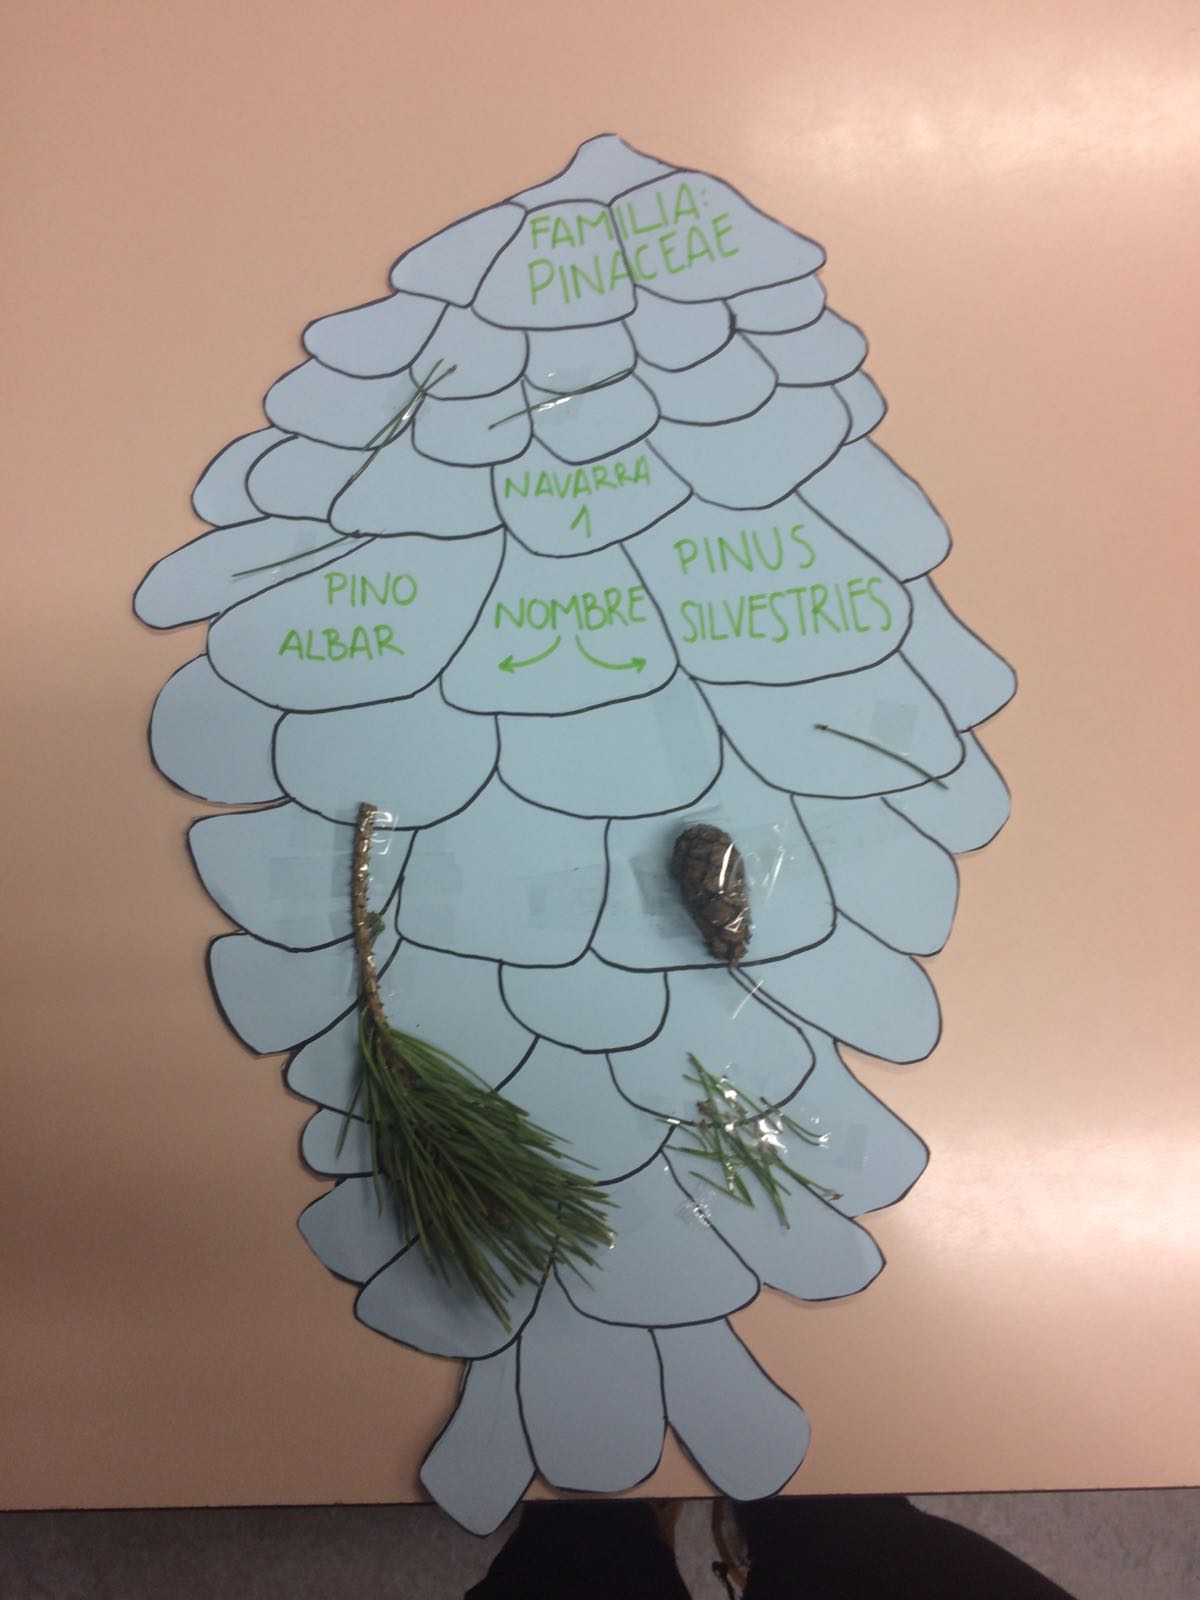 FAMILIA:
PINACEAE
NAVARRA
1
PINO
ALBAR
NOMBRE
PINUS
SILVESTRIES